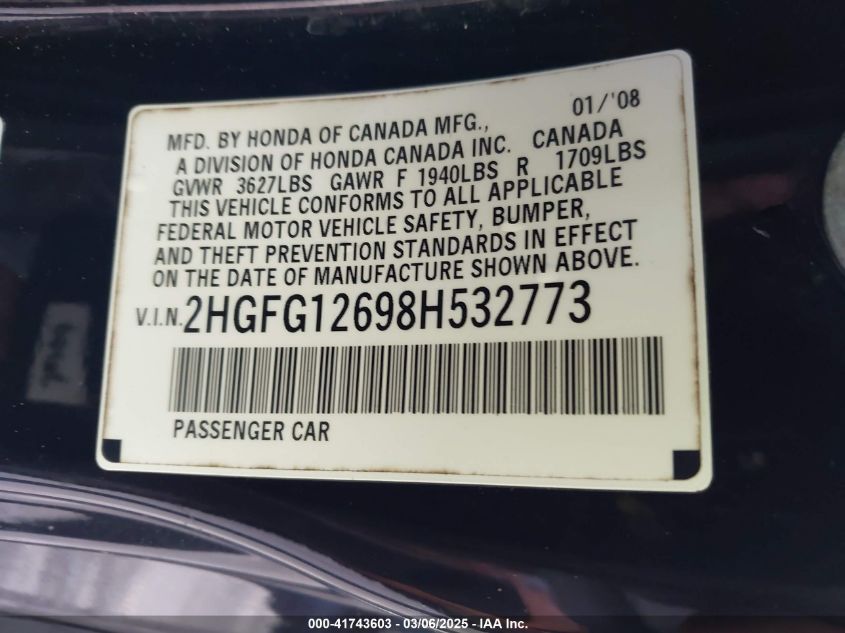 01/'08
MFD. BY HONDA OF CANADA MFG.,
A DIVISION OF HONDA CANADA INC. CANADA
GVWR 3627LBS GAWR F 1940LBS R 1709LBS
THIS VEHICLE CONFORMS TO ALL APPLICABLE
FEDERAL MOTOR VEHICLE SAFETY, BUMPER,
AND THEFT PREVENTION STANDARDS IN EFFECT
ON THE DATE OF MANUFACTURE SHOWN ABOVE.
V.I.N. 2HGFG12698H532773
PASSENGER CAR
000-41743603 - 03/06/2025 - IAA Inc.